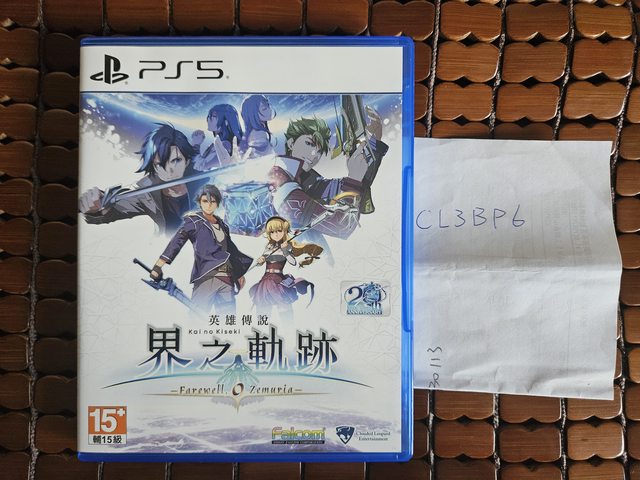 PS5
英雄傳說
Kai no Kiseki
界之軌跡
—Farewell, O Zemuria—
20th
ANNIVERSARY
15+
輔15級
Falcom
Clouded Leopard
Entertainment
CL3BP6
30113